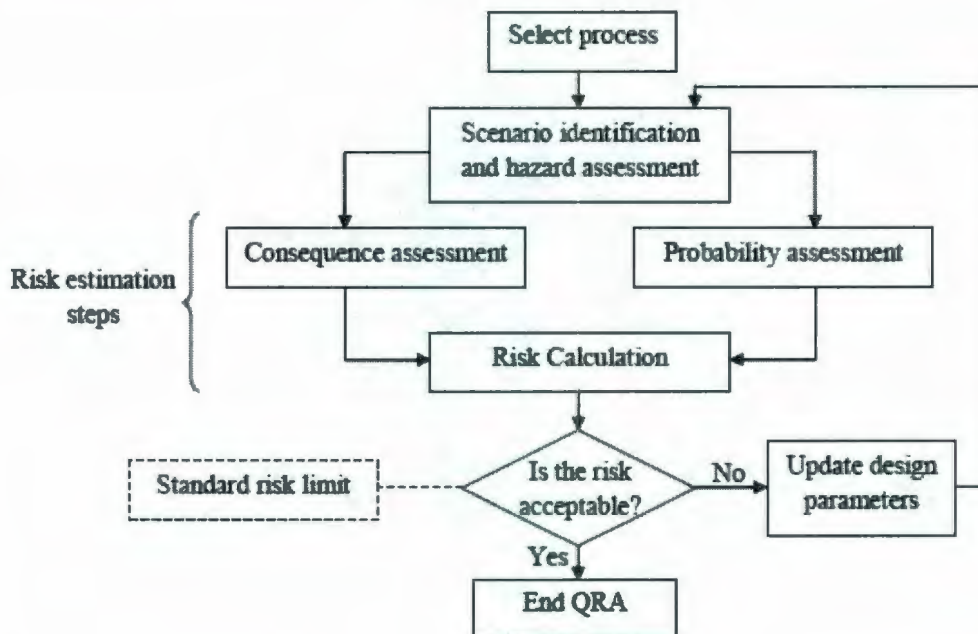 Select process
Scenario identification
and hazard assessment
Consequence assessment
Probability assessment
Risk estimation
steps
Risk Calculation
Standard risk limit
Is the risk
acceptable?
No
Update design
parameters
Yes
End QRA